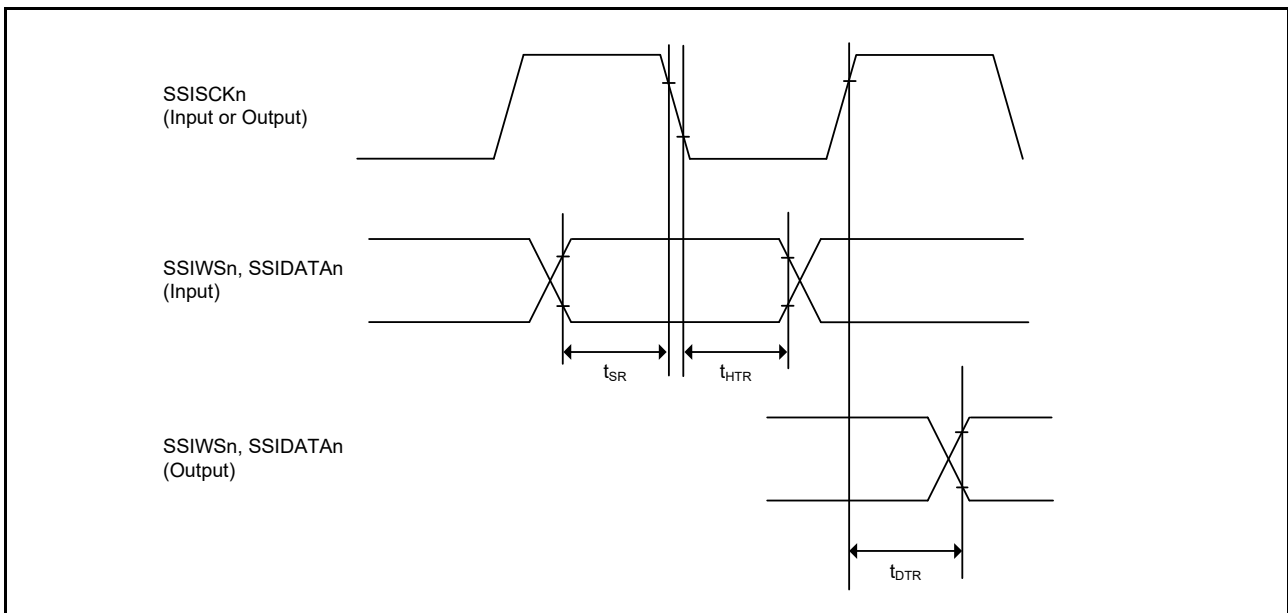 SSISCKn
(Input or Output)
SSIWSn, SSIDATAn
(Input)
tSR
tHTR
SSIWSn, SSIDATAn
(Output)
tDTR